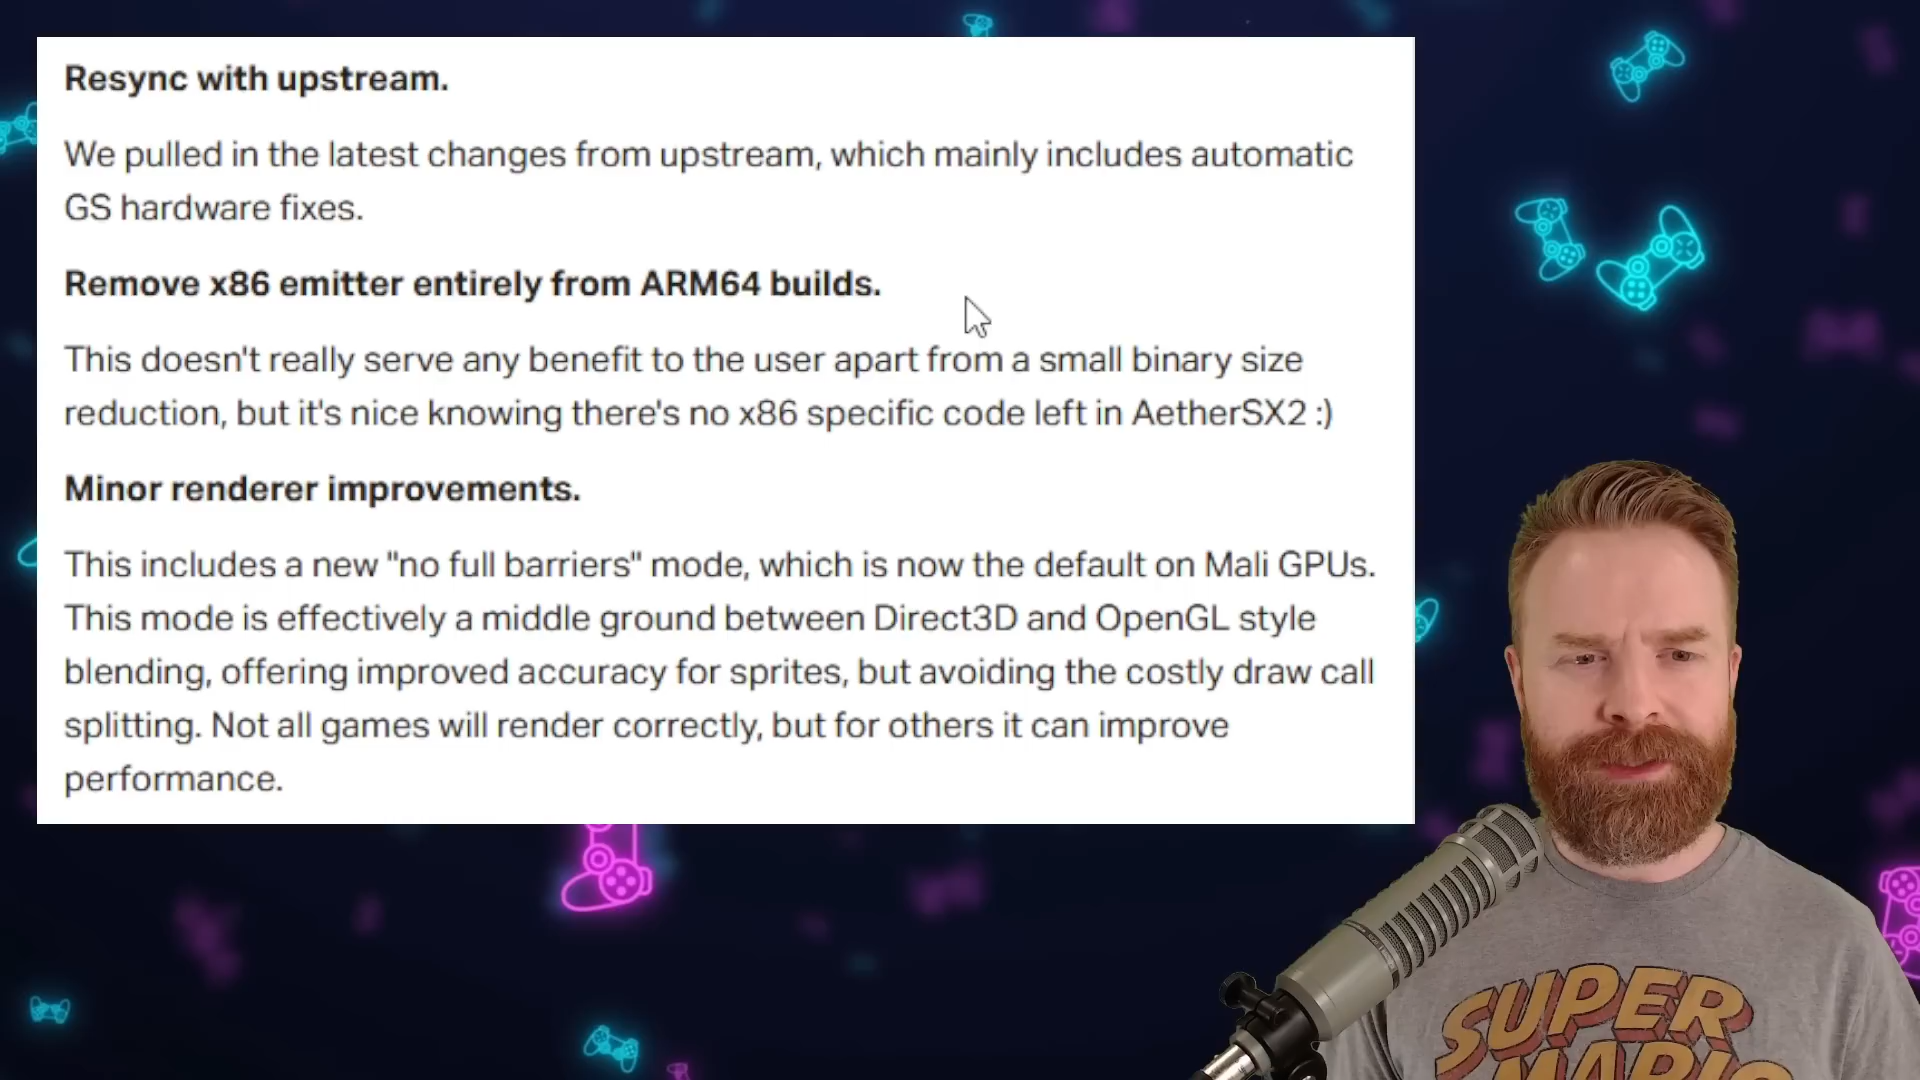 Resync with upstream.
We pulled in the latest changes from upstream, which mainly includes automatic
GS hardware fixes.
Remove x86 emitter entirely from ARM64 builds.
This doesn't really serve any benefit to the user apart from a small binary size
reduction, but it's nice knowing there's no x86 specific code left in AetherSX2 :)
Minor renderer improvements.
This includes a new "no full barriers" mode, which is now the default on Mali GPUs.
This mode is effectively a middle ground between Direct3D and OpenGL style
blending, offering improved accuracy for sprites, but avoiding the costly draw call
splitting. Not all games will render correctly, but for others it can improve
performance.
SUPER
MARIO